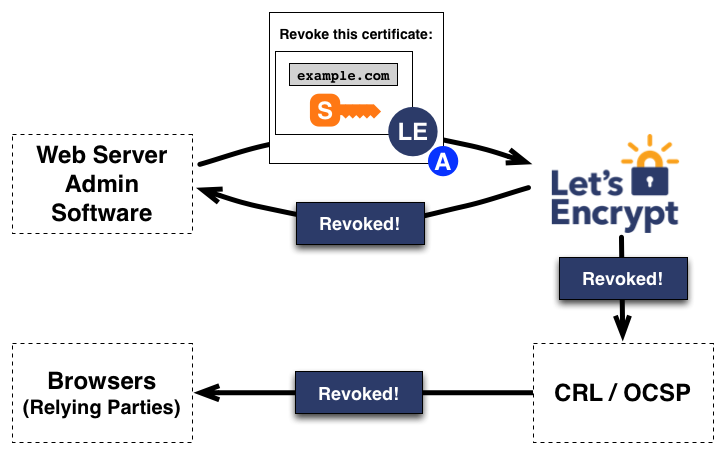 Revoke this certificate:
example.com
S
LE
A
Web Server
Admin
Software
Let's
Encrypt
Revoked!
Revoked!
Browsers
(Relying Parties)
Revoked!
CRL / OCSP